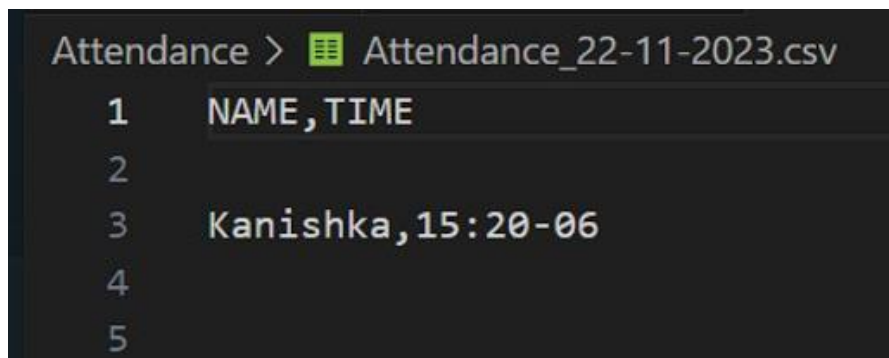 Attendance > Attendance_22-11-2023.csv
1 NAME,TIME
2
3 Kanishka,15:20-06
4
5